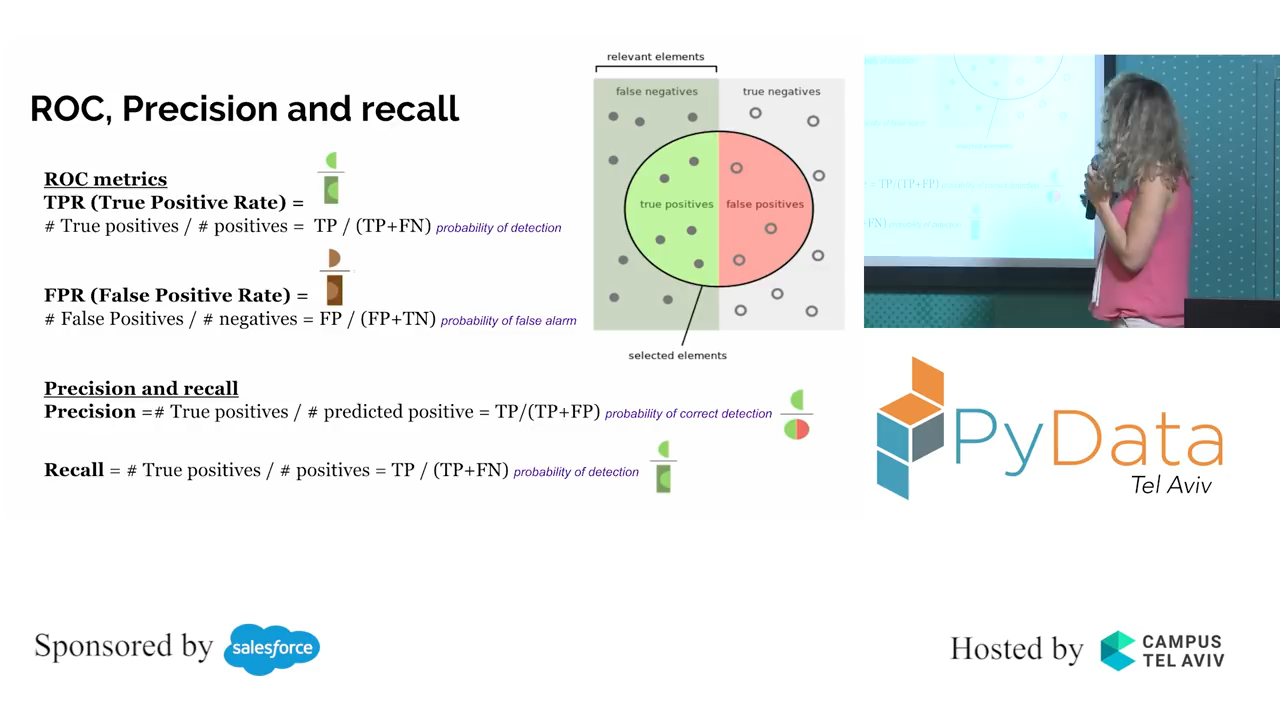 ROC, Precision and recall
ROC metrics
TPR (True Positive Rate) =
# True positives / # positives = TP / (TP+FN) probability of detection
FPR (False Positive Rate) =
# False Positives / # negatives = FP / (FP+TN) probability of false alarm
Precision and recall
Precision =# True positives / # predicted positive = TP/(TP+FP) probability of correct detection
Recall = # True positives / # positives = TP / (TP+FN) probability of detection
relevant elements
false negatives
true negatives
true positives
false positives
selected elements
= TP/(TP+FP)
PyData
Tel Aviv
Sponsored by salesforce
Hosted by CAMPUS
TEL AVIV